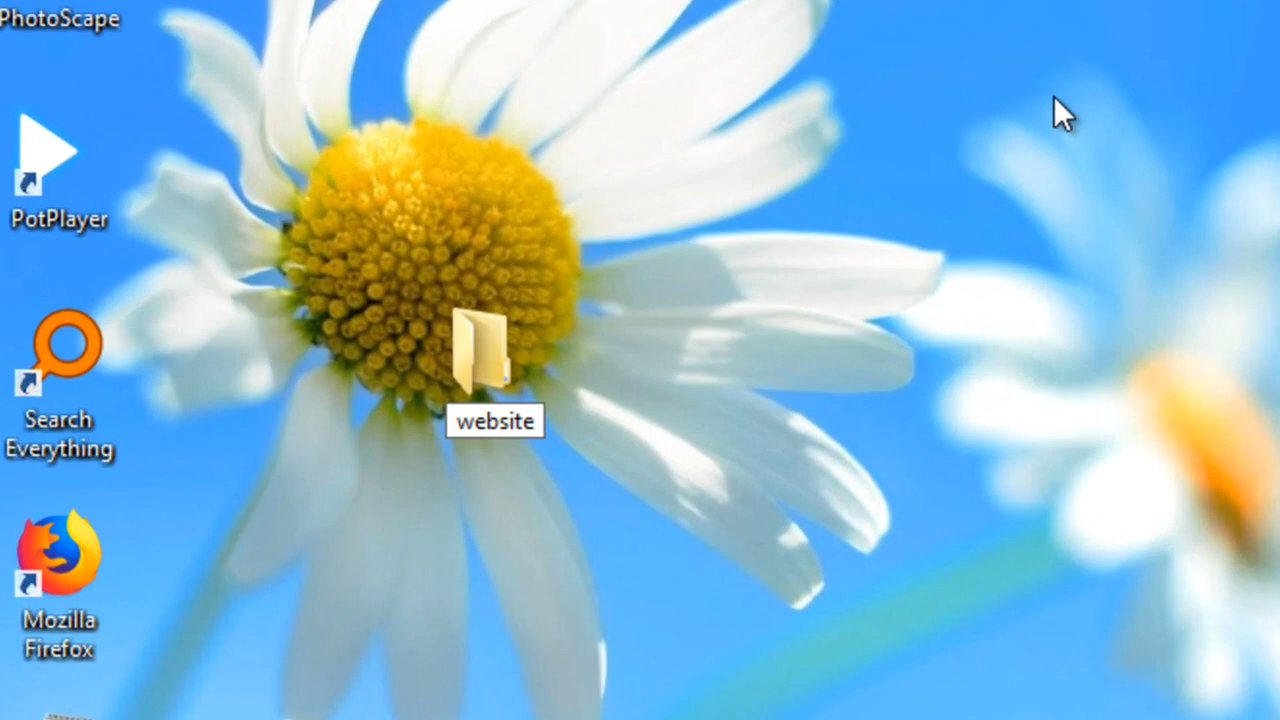 PhotoScape
PotPlayer
Search
Everything
website
Mozilla
Firefox